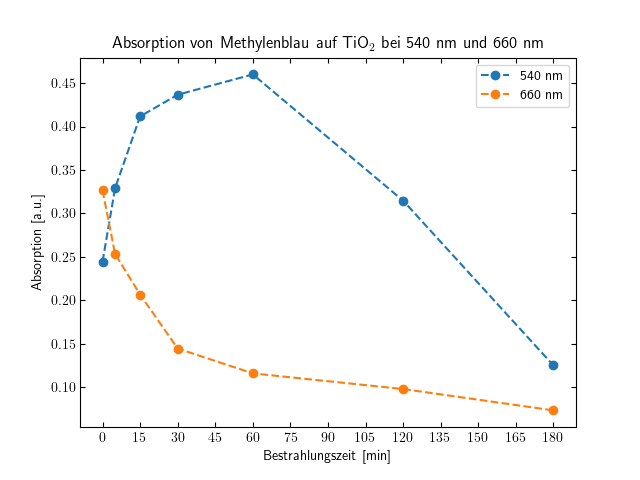 Absorption von Methylenblau auf TiO₂ bei 540 nm und 660 nm
540 nm
660 nm
0.45
0.40
0.35
0.30
0.25
0.20
0.15
0.10
Absorption [a.u.]
0 15 30 45 60 75 90 105 120 135 150 165 180
Bestrahlungszeit [min]